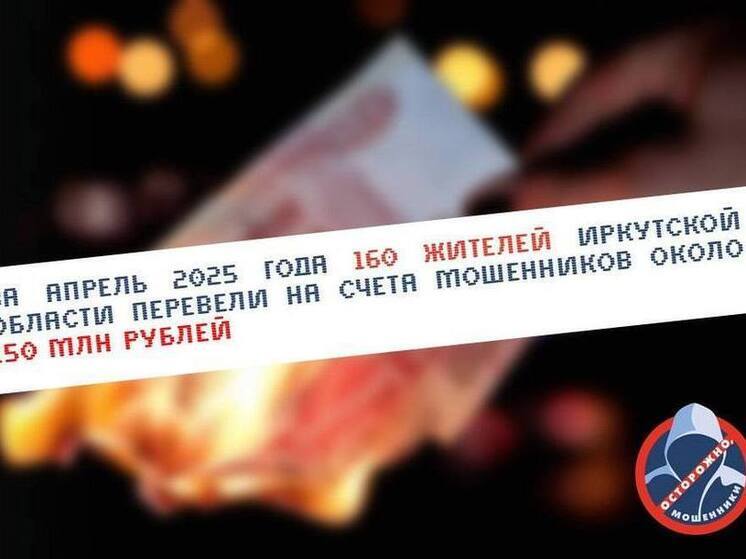 ЗА АПРЕЛЬ 2025 ГОДА 160 ЖИТЕЛЕЙ ИРКУТСКОЙ
ОБЛАСТИ ПЕРЕВЕЛИ НА СЧЕТА МОШЕННИКОВ ОКОЛО
150 МЛН РУБЛЕЙ
ОСТОРОЖНО,
МОШЕННИКИ